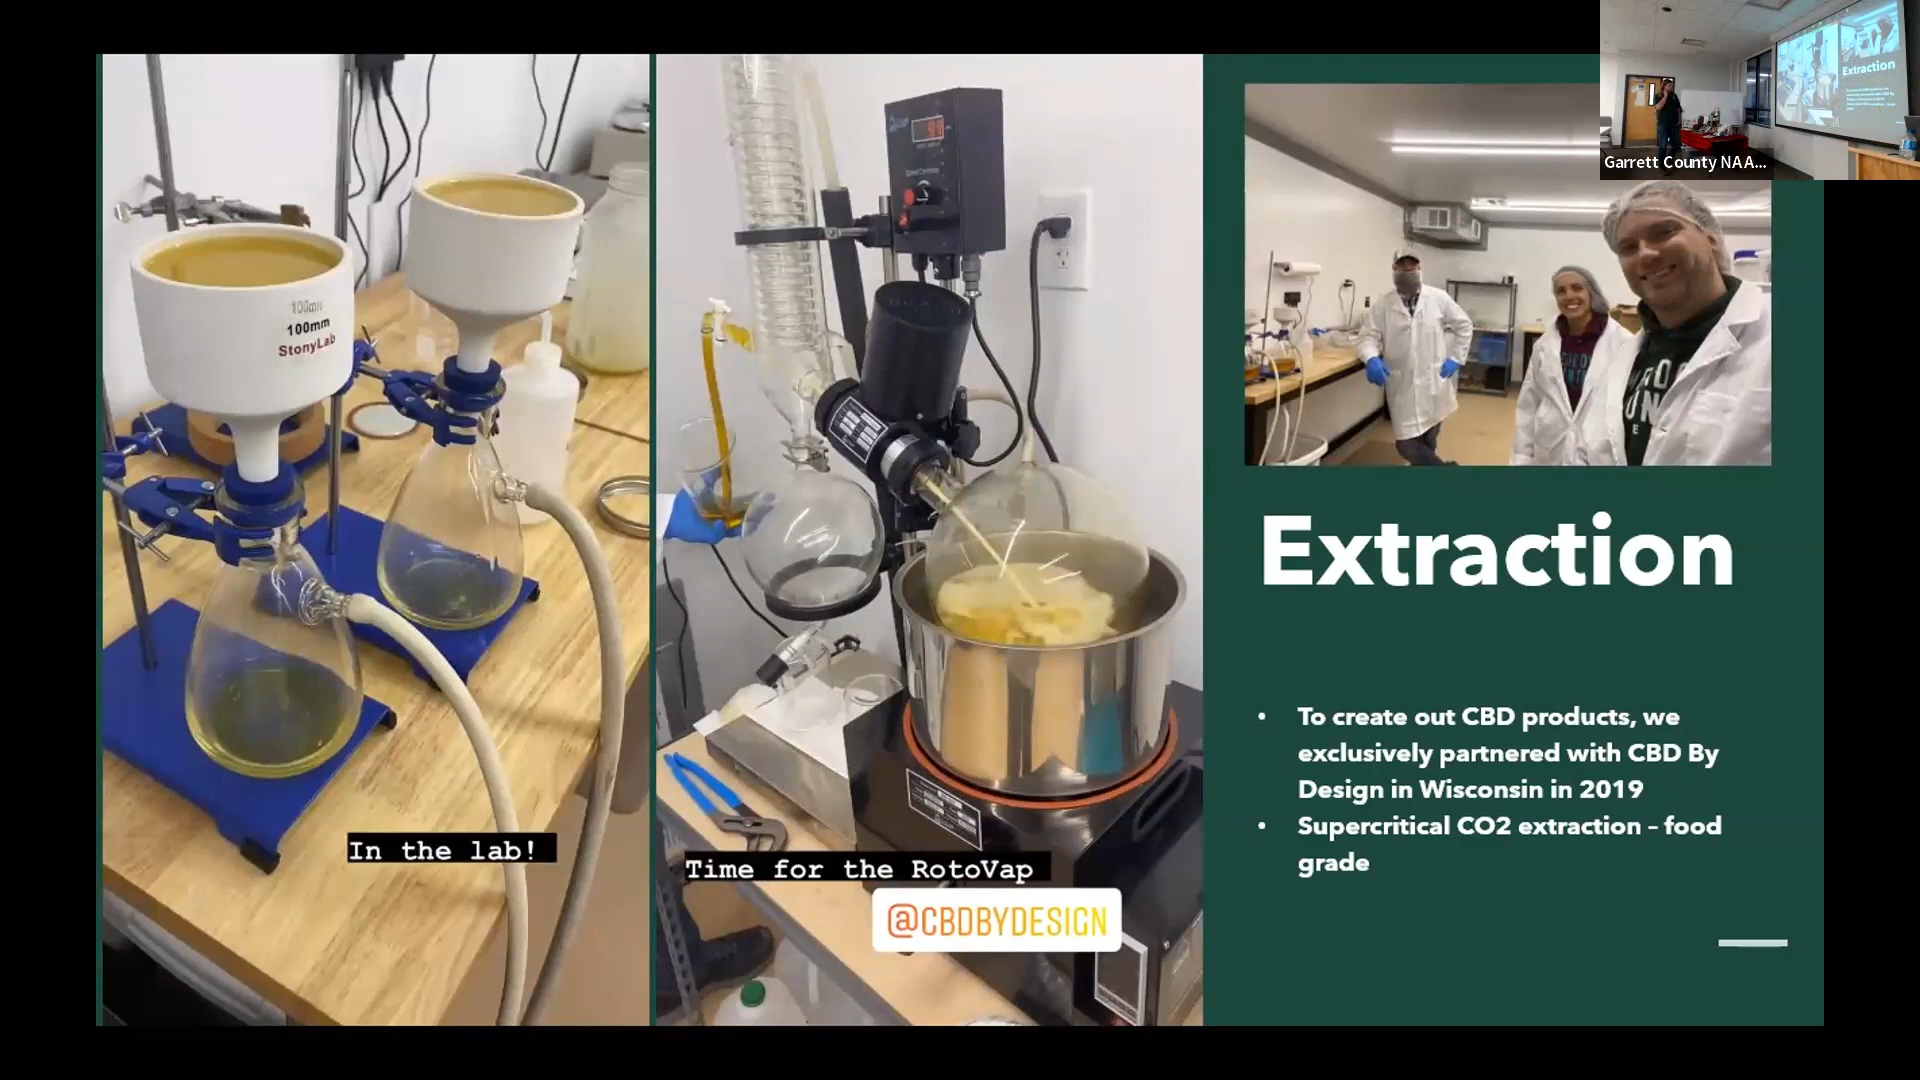 100mm
100mm
StonyLab
In the lab!
Time for the RotoVap
@CBDBYDESIGN
Garrett County NAA...
Extraction
Extraction
• To create out CBD products, we
exclusively partnered with CBD By
Design in Wisconsin in 2019
• Supercritical CO2 extraction – food
grade